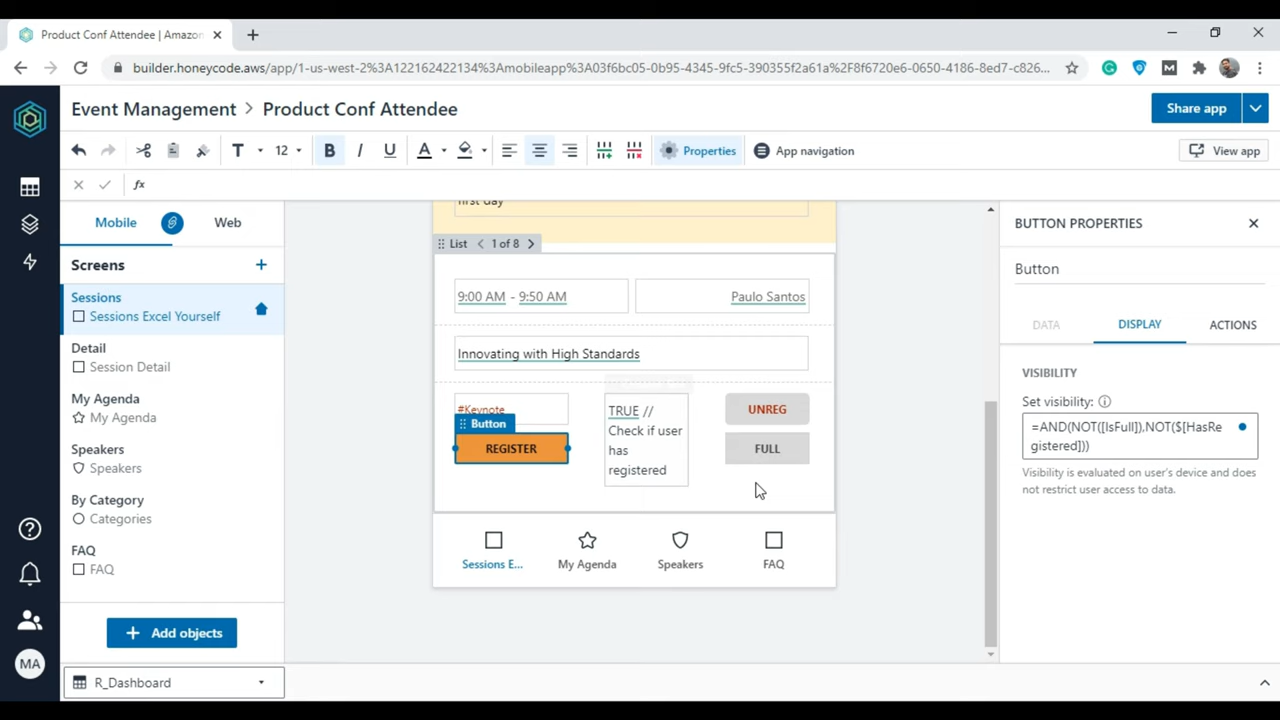 Product Conf Attendee | Amazon
builder.honeycode.aws/app/1-us-west-2%3A122162422134%3Amobileapp%3A03f6bc05-0b95-4345-9fc5-390355f2a61a%2F8f6720e6-0650-4186-8ed7-c826...
Event Management > Product Conf Attendee
Share app
T 12 B I U A
Properties
App navigation
View app
fx
Mobile
Web
Screens
Sessions
Sessions Excel Yourself
Detail
Session Detail
My Agenda
My Agenda
Speakers
Speakers
By Category
Categories
FAQ
FAQ
Add objects
MA
R_Dashboard
first day
List
1 of 8
9:00 AM - 9:50 AM
Paulo Santos
Innovating with High Standards
#Keynote
Button
REGISTER
TRUE //
Check if user
has
registered
UNREG
FULL
Sessions E...
My Agenda
Speakers
FAQ
BUTTON PROPERTIES
Button
DATA
DISPLAY
ACTIONS
VISIBILITY
Set visibility:
=AND(NOT([IsFull]),NOT($[HasRe
gistered]))
Visibility is evaluated on user's device and does
not restrict user access to data.